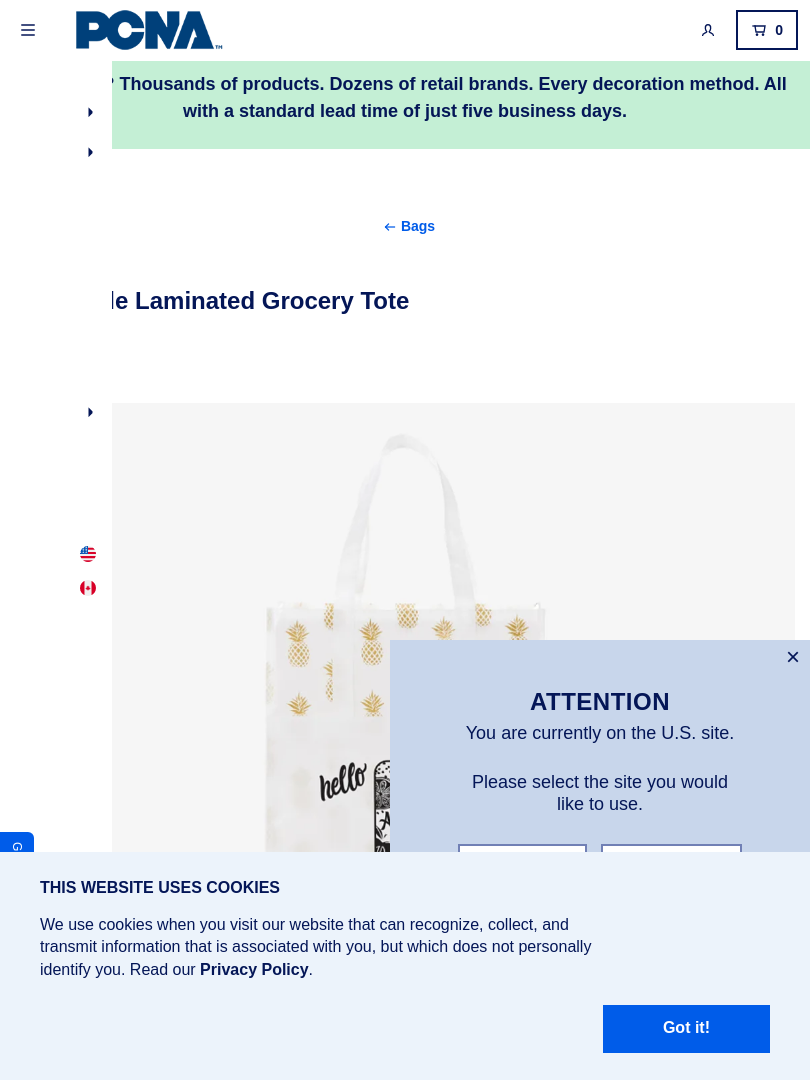 PCNA™
0
? Thousands of products. Dozens of retail brands. Every decoration method. All
with a standard lead time of just five business days.
← Bags
Laminated Grocery Tote
hello
ATTENTION
You are currently on the U.S. site.
Please select the site you would
like to use.
G
THIS WEBSITE USES COOKIES
We use cookies when you visit our website that can recognize, collect, and
transmit information that is associated with you, but which does not personally
identify you. Read our Privacy Policy.
Got it!